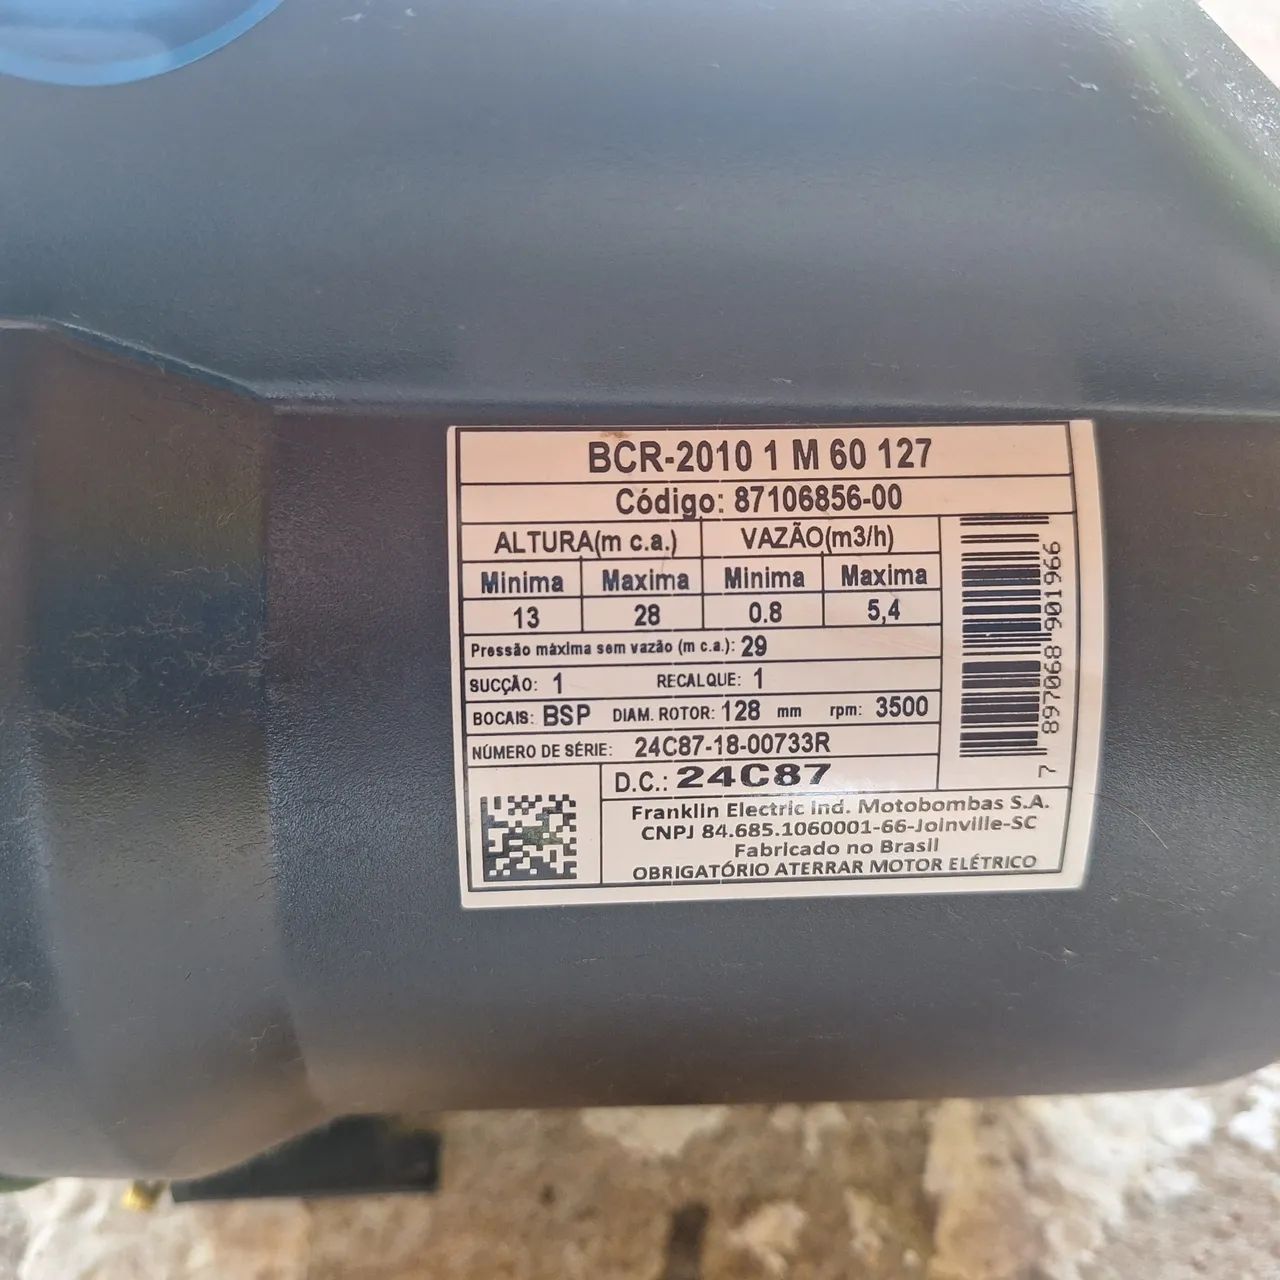 BCR-2010 1 M 60 127
Código: 87106856-00
ALTURA(m c.a.) VAZÃO(m3/h)
Minima Maxima Minima Maxima
13 28 0.8 5,4
Pressão máxima sem vazão (m c.a.): 29
SUCÇÃO: 1 RECALQUE: 1
BOCAIS: BSP DIAM. ROTOR: 128 mm rpm: 3500
NÚMERO DE SÉRIE: 24C87-18-00733R
D.C.: 24C87
Franklin Electric Ind. Motobombas S.A.
CNPJ 84.685.1060001-66-Joinville-SC
Fabricado no Brasil
OBRIGATÓRIO ATERRAR MOTOR ELÉTRICO
7 897068 901966